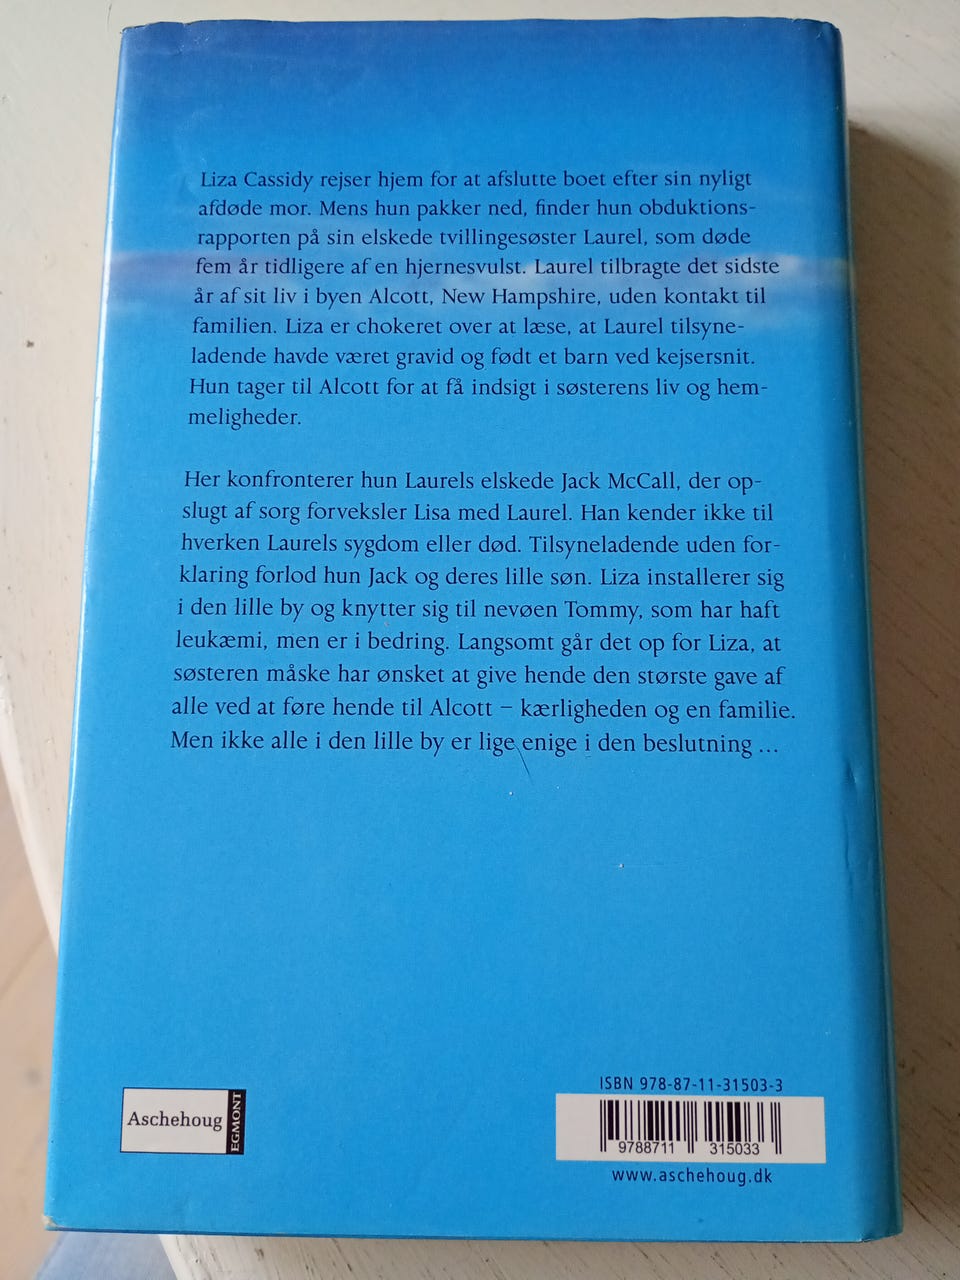 Liza Cassidy rejser hjem for at afslutte boet efter sin nyligt
afdøde mor. Mens hun pakker ned, finder hun obduktions-
rapporten på sin elskede tvillingesøster Laurel, som døde
fem år tidligere af en hjernesvulst. Laurel tilbragte det sidste
år af sit liv i byen Alcott, New Hampshire, uden kontakt til
familien. Liza er chokeret over at læse, at Laurel tilsyne-
ladende havde været gravid og født et barn ved kejsersnit.
Hun tager til Alcott for at få indsigt i søsterens liv og hem-
meligheder.
Her konfronterer hun Laurels elskede Jack McCall, der op-
slugt af sorg forveksler Lisa med Laurel. Han kender ikke til
hverken Laurels sygdom eller død. Tilsyneladende uden for-
klaring forlod hun Jack og deres lille søn. Liza installerer sig
i den lille by og knytter sig til nevøen Tommy, som har haft
leukæmi, men er i bedring. Langsomt går det op for Liza, at
søsteren måske har ønsket at give hende den største gave af
alle ved at føre hende til Alcott – kærligheden og en familie.
Men ikke alle i den lille by er lige enige i den beslutning ...
Aschehoug
EGMONT
ISBN 978-87-11-31503-3
9788711 315033
www.aschehoug.dk